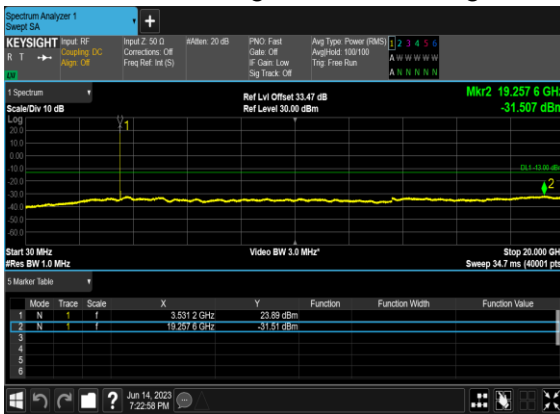 Spectrum Analyzer 1
Swept SA
+
KEYSIGHT Input: RF Input Z: 50 Ω #Atten: 20 dB PNO: Fast Avg Type: Power (RMS) 1 2 3 4 5 6
R T Coupling: DC Corrections: Off Gate: Off Avg|Hold: 100/100 A W W W W W
Align: Off Freq Ref: Int (S) IF Gain: Low Trig: Free Run
LV Sig Track: Off A N N N N N
1 Spectrum Ref Lvl Offset 33.47 dB Mkr2 19.257 6 GHz
Scale/Div 10 dB Ref Level 30.00 dBm -31.507 dBm
Log
20.0 1
10.0
0.00
-10.0 DL1 -13.00 dBm
-20.0 2
-30.0
-40.0
-50.0
-60.0
Start 30 MHz Video BW 3.0 MHz* Stop 20.000 GH
#Res BW 1.0 MHz Sweep 34.7 ms (40001 pts
5 Marker Table
Mode Trace Scale X Y Function Function Width Function Value
1 N 1 f 3.531 2 GHz 23.89 dBm
2 N 1 f 19.257 6 GHz -31.51 dBm
3
4
5
6
? Jun 14, 2023
7:22:58 PM